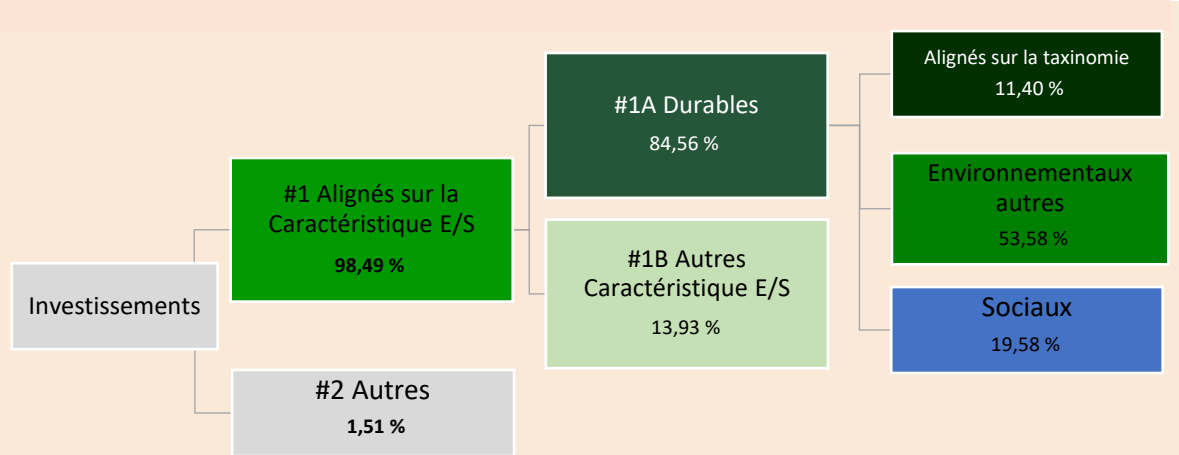 Investissements
#1 Alignés sur la
Caractéristique E/S
98,49 %
#2 Autres
1,51 %
#1A Durables
84,56 %
#1B Autres
Caractéristique E/S
13,93 %
Alignés sur la taxinomie
11,40 %
Environnementaux
autres
53,58 %
Sociaux
19,58 %